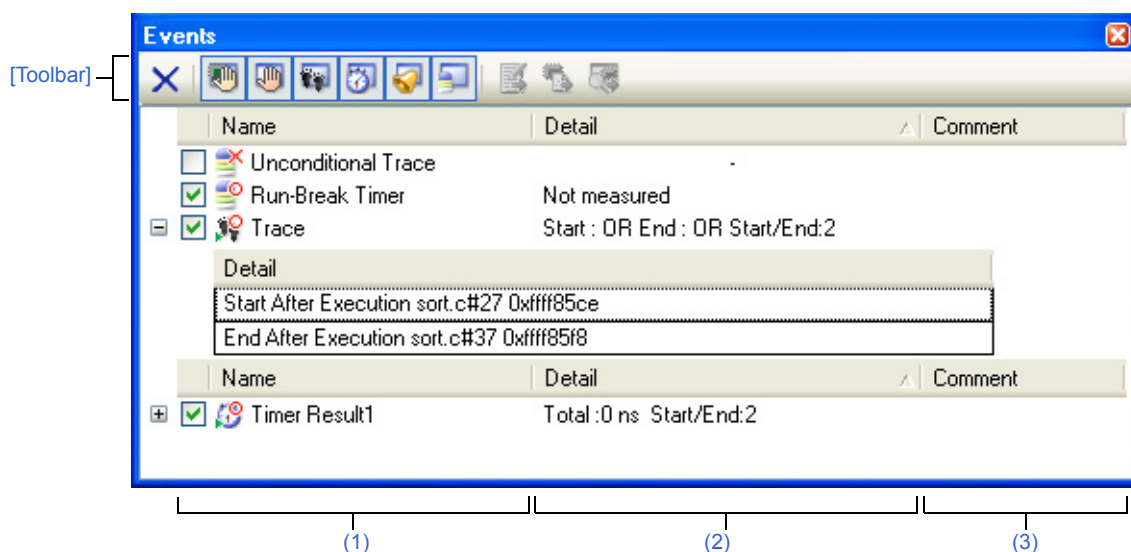 Events
[Toolbar]
Name Detail Comment
Unconditional Trace -
Run-Break Timer Not measured
Trace Start : OR End : OR Start/End:2
Detail
Start After Execution sort.c#27 0xffff85ce
End After Execution sort.c#37 0xffff85f8
Name Detail Comment
Timer Result1 Total :0 ns Start/End:2
(1) (2) (3)